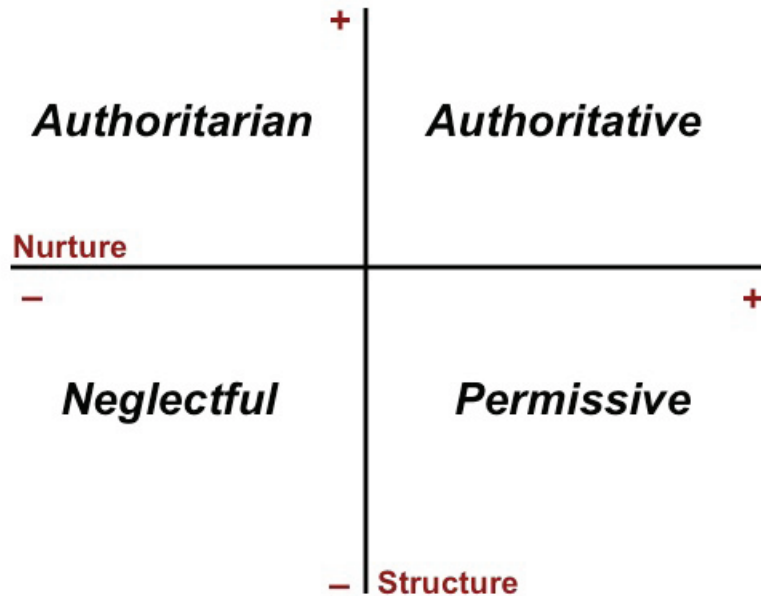 +
Authoritarian
Authoritative
Nurture
–
+
Neglectful
Permissive
–
Structure